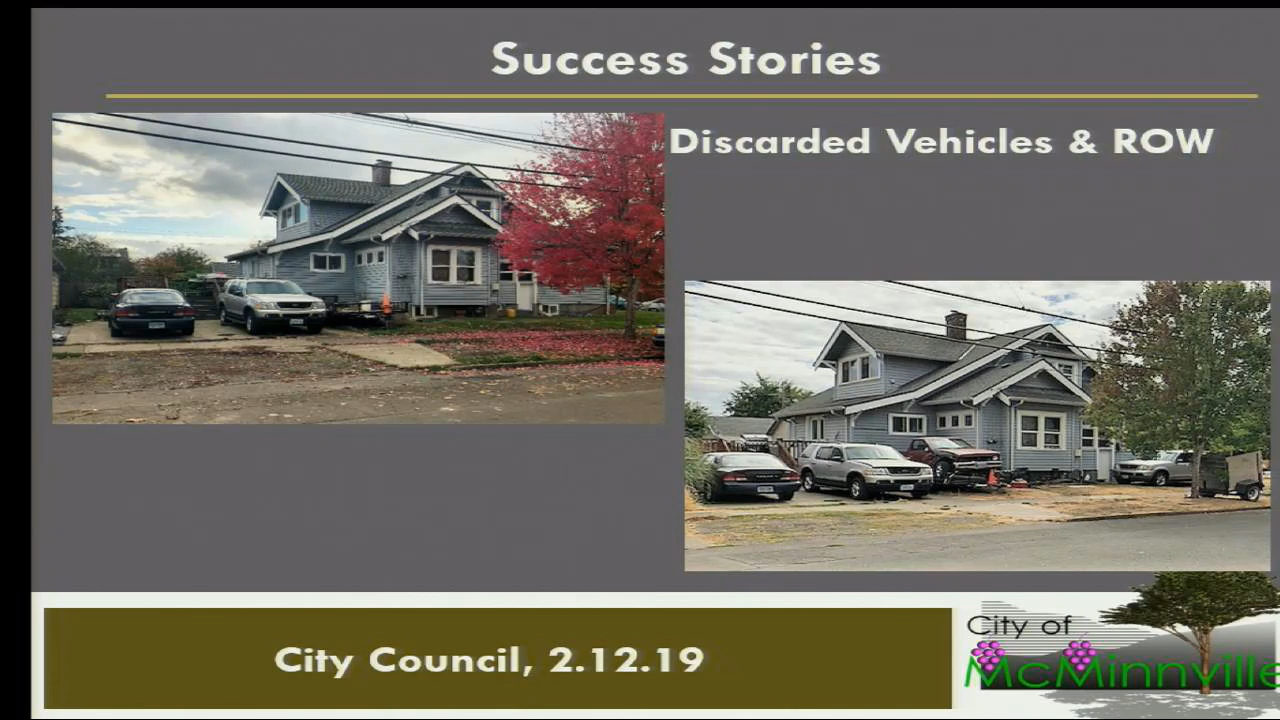 Success Stories
Discarded Vehicles & ROW
City Council, 2.12.19
City of
McMinnville